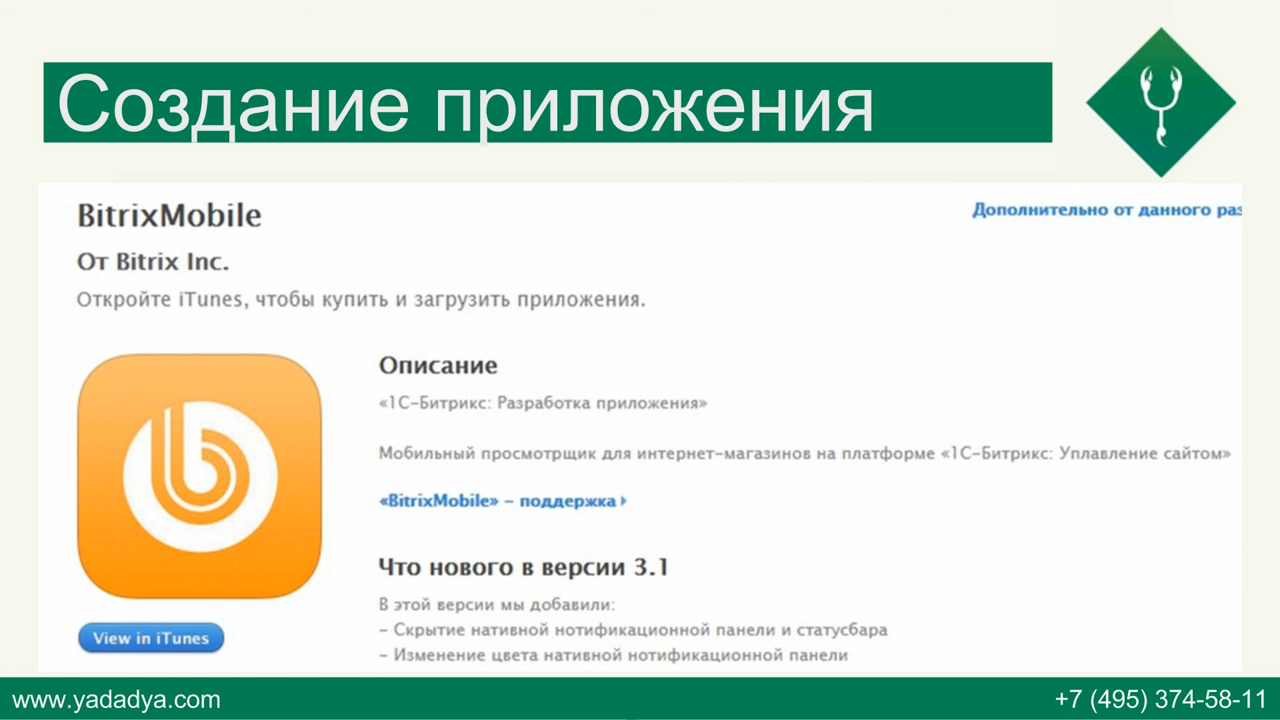 Создание приложения
BitrixMobile
Дополнительно от данного
От Bitrix Inc.
Откройте iTunes, чтобы купить и загрузить приложения.
Описание
«1С-Битрикс: Разработка приложения»
Мобильный просмотрщик для интернет-магазинов на платформе «1С-Битрикс: Уплавление сайтом»
«BitrixMobile» – поддержка
Что нового в версии 3.1
В этой версии мы добавили:
– Скрытие нативной нотификационной панели и статусбара
– Изменение цвета нативной нотификационной панели
View in iTunes
www.yadadya.com
+7 (495) 374-58-11